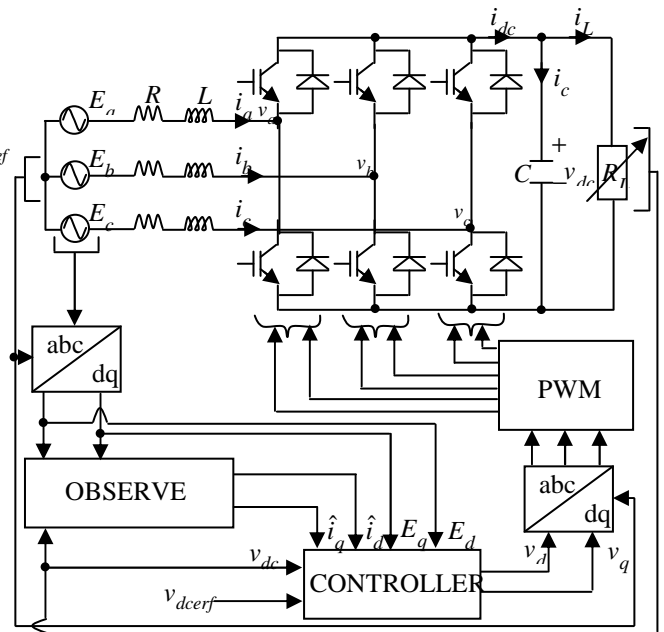 i_dc i_L
i_c
E_a R L i_a v_a
ef
E_b i_b v_b
+
C v_dc R_L
−
E_c i_c v_c
abc
dq
PWM
OBSERVE
abc
dq
î_q î_d E_q E_d
v_dc
v_d v_q
CONTROLLER
v_dcerf